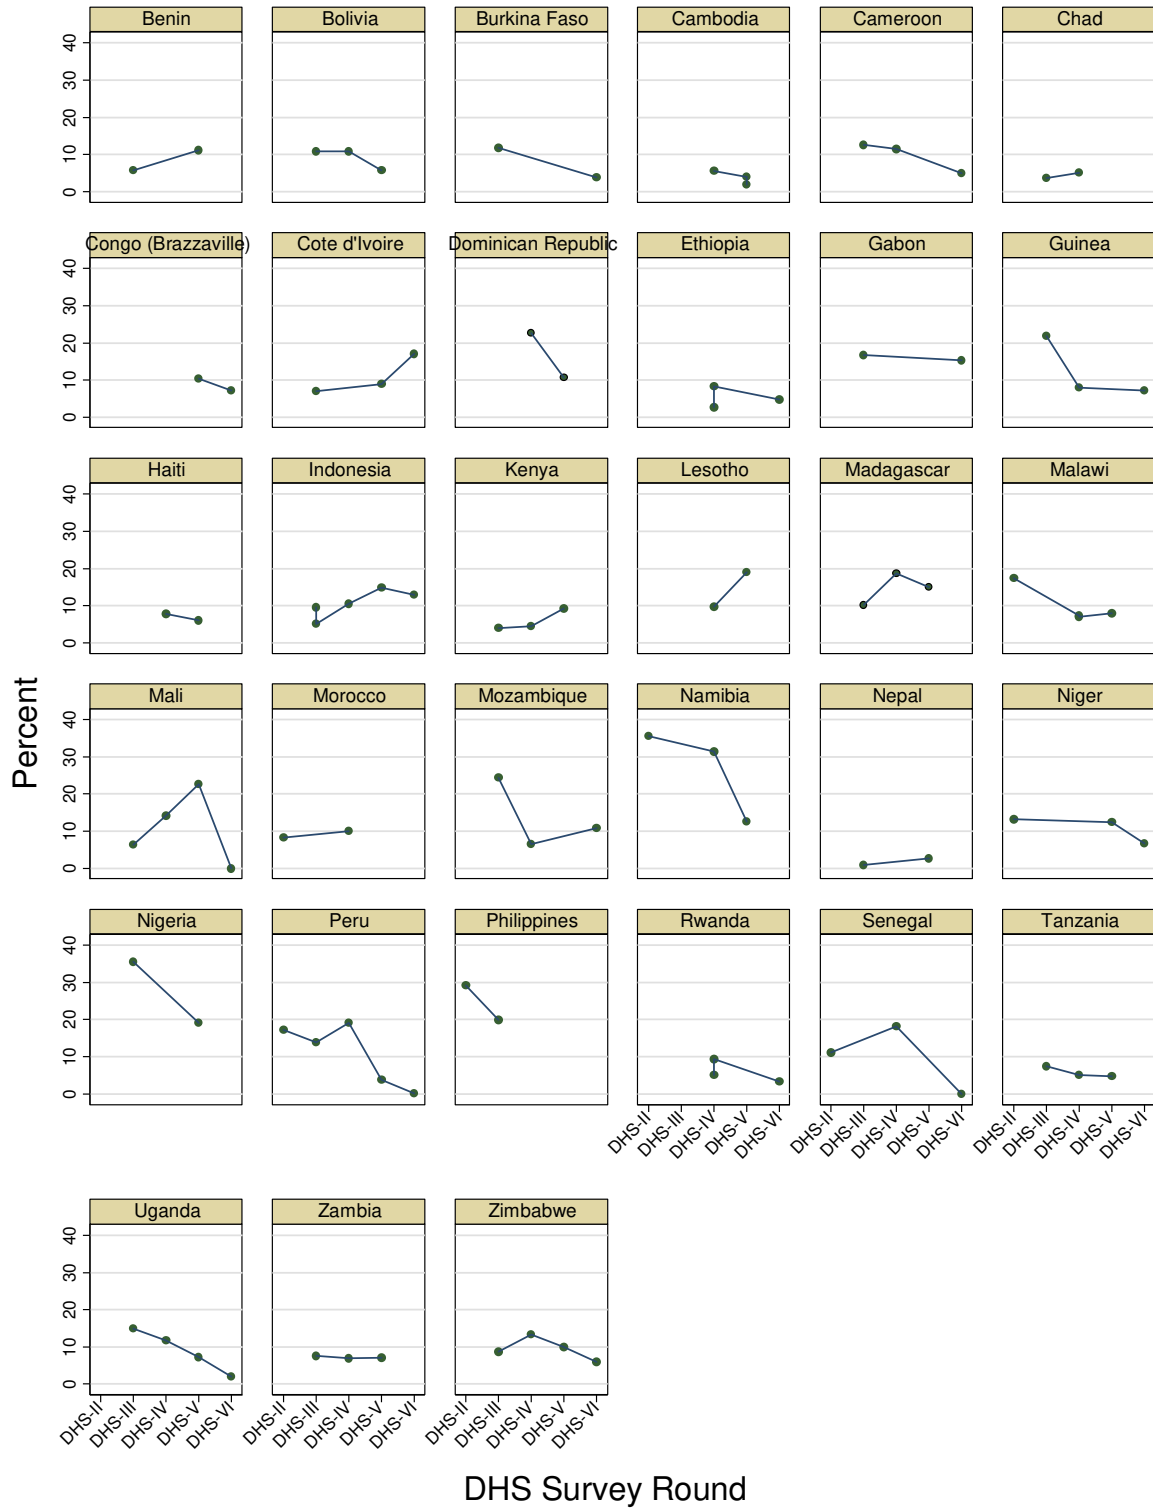 Benin
Bolivia
Burkina Faso
Cambodia
Cameroon
Chad
40
30
20
10
0
Congo (Brazzaville)
Cote d'Ivoire
Dominican Republic
Ethiopia
Gabon
Guinea
40
30
20
10
0
Haiti
Indonesia
Kenya
Lesotho
Madagascar
Malawi
40
30
20
10
0
Percent
Mali
Morocco
Mozambique
Namibia
Nepal
Niger
40
30
20
10
0
Nigeria
Peru
Philippines
Rwanda
Senegal
Tanzania
40
30
20
10
0
DHS-II
DHS-III
DHS-IV
DHS-V
DHS-VI
DHS-II
DHS-III
DHS-IV
DHS-V
DHS-VI
DHS-II
DHS-III
DHS-IV
DHS-V
DHS-VI
Uganda
Zambia
Zimbabwe
40
30
20
10
0
DHS-II
DHS-III
DHS-IV
DHS-V
DHS-VI
DHS-II
DHS-III
DHS-IV
DHS-V
DHS-VI
DHS-II
DHS-III
DHS-IV
DHS-V
DHS-VI
DHS Survey Round